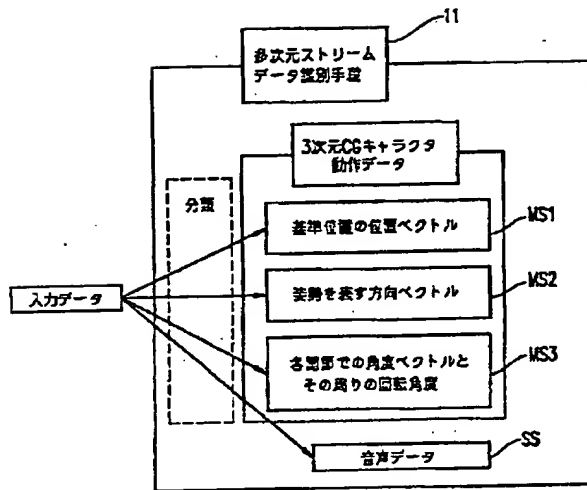 11
多次元ストリーム
データ識別手段
3次元CGキャラクタ
動作データ
分類
基準位置の位置ベクトル
MS1
入力データ
姿勢を表す方向ベクトル
MS2
各関節での角度ベクトルと
その周りの回転角度
MS3
音声データ
SS